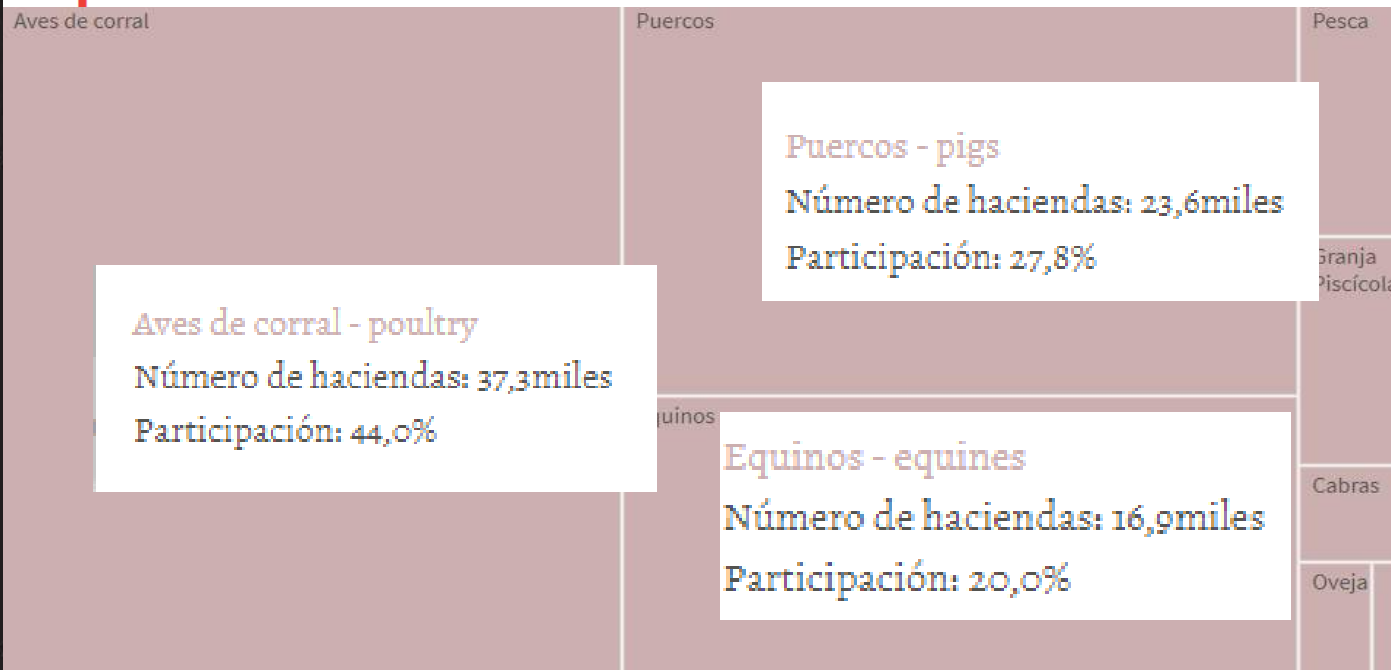 Aves de corral
Puercos
Pesca
Puercos - pigs
Número de haciendas: 23,6miles
Participación: 27,8%
Granja
Piscícola
Aves de corral - poultry
Número de haciendas: 37,3miles
Participación: 44,0%
quinos
Equinos - equines
Número de haciendas: 16,9miles
Participación: 20,0%
Cabras
Oveja